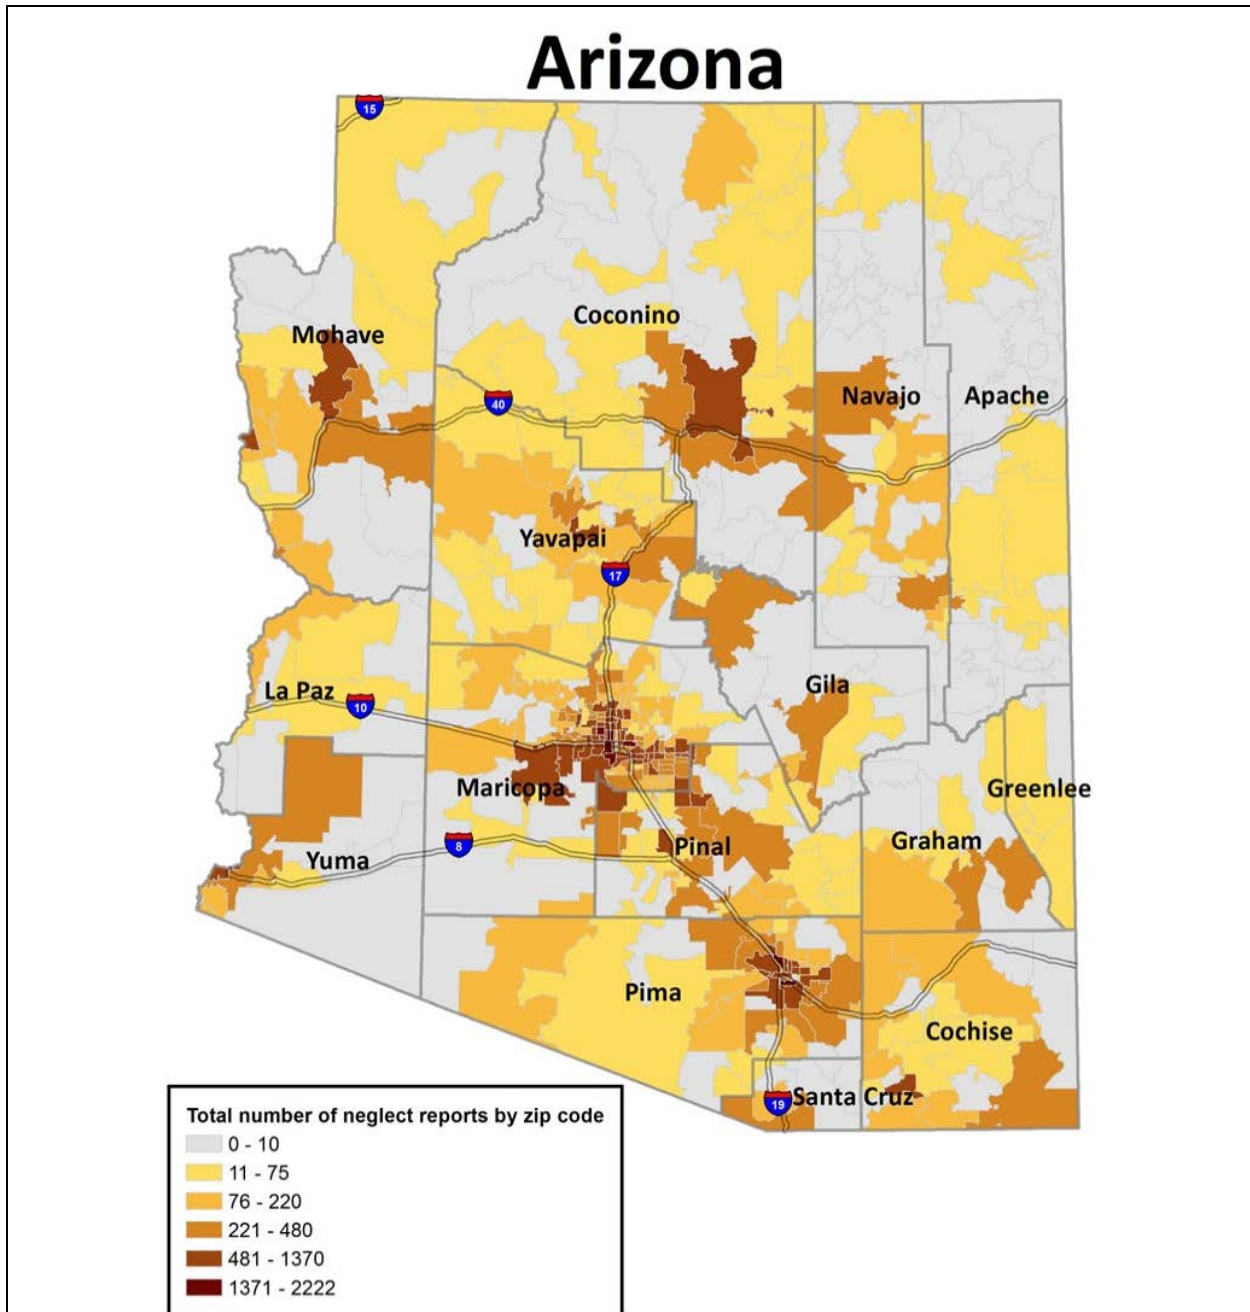 Arizona
15
Coconino
Mohave
Navajo
Apache
40
Yavapai
17
Gila
La Paz
10
Maricopa
Greenlee
Graham
8
Pinal
Yuma
Pima
Cochise
19
Santa Cruz
Total number of neglect reports by zip code
0 - 10
11 - 75
76 - 220
221 - 480
481 - 1370
1371 - 2222